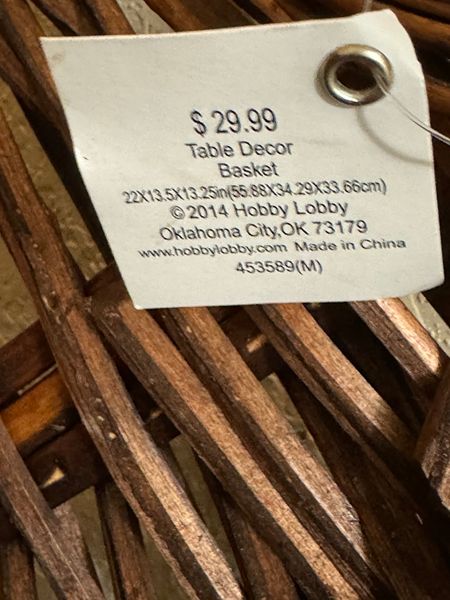 $ 29.99
Table Decor
Basket
22X13.5X13.25in(55.88X34.29X33.66cm)
© 2014 Hobby Lobby
Oklahoma City,OK 73179
www.hobbylobby.com Made in China
453589(M)